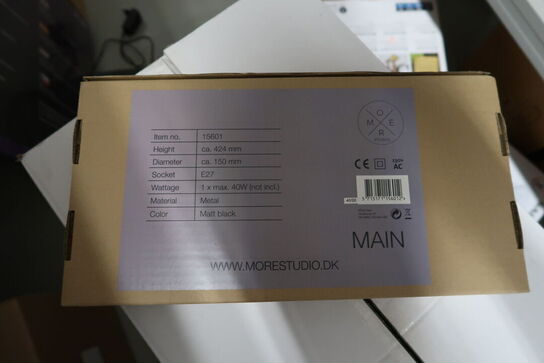 Item no. 15601
Height ca. 424 mm
Diameter ca. 150 mm
Socket E27
Wattage 1 x max. 40W (not incl.)
Material Metal
Color Matt black
O
M E
R
CE
AC
MAIN
WWW.MORESTUDIO.DK